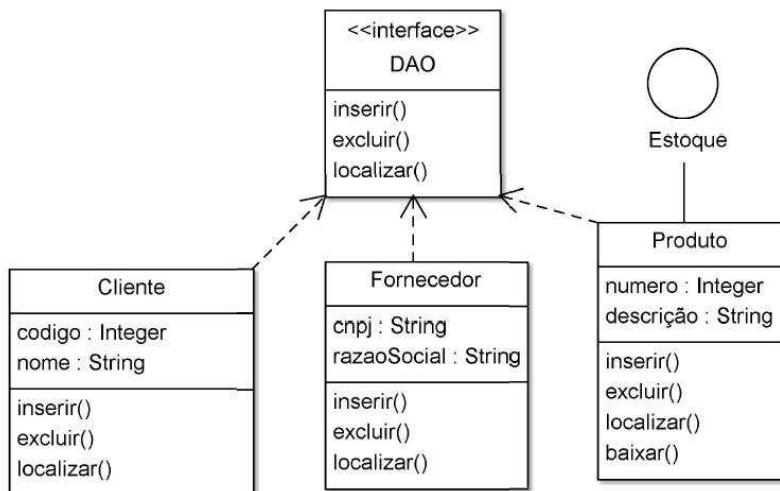 <<interface>>
DAO
inserir()
excluir()
localizar()
Estoque
Cliente
codigo : Integer
nome : String
inserir()
excluir()
localizar()
Fornecedor
cnpj : String
razaoSocial : String
inserir()
excluir()
localizar()
Produto
numero : Integer
descrição : String
inserir()
excluir()
localizar()
baixar()